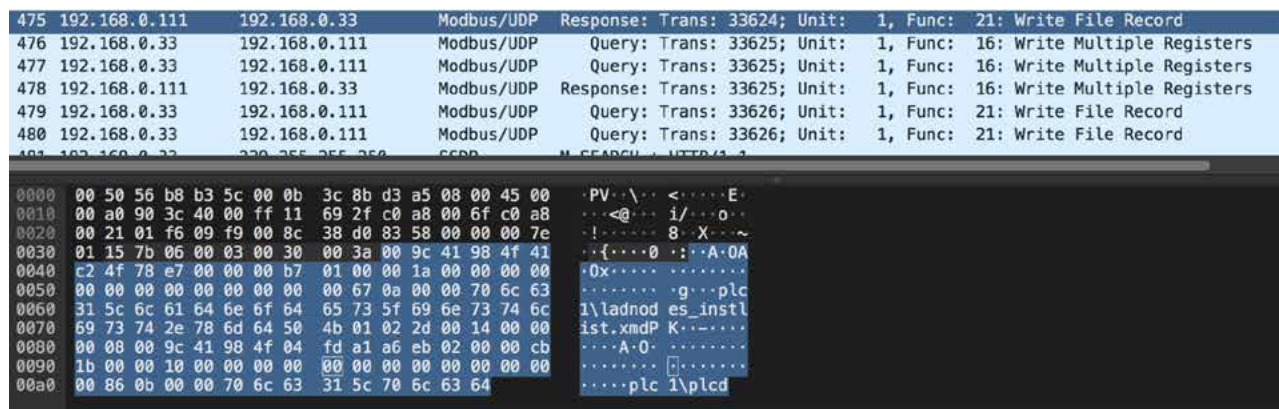 475 192.168.0.111 192.168.0.33 Modbus/UDP Response: Trans: 33624; Unit: 1, Func: 21: Write File Record
476 192.168.0.33 192.168.0.111 Modbus/UDP Query: Trans: 33625; Unit: 1, Func: 16: Write Multiple Registers
477 192.168.0.33 192.168.0.111 Modbus/UDP Query: Trans: 33625; Unit: 1, Func: 16: Write Multiple Registers
478 192.168.0.111 192.168.0.33 Modbus/UDP Response: Trans: 33625; Unit: 1, Func: 16: Write Multiple Registers
479 192.168.0.33 192.168.0.111 Modbus/UDP Query: Trans: 33626; Unit: 1, Func: 21: Write File Record
480 192.168.0.33 192.168.0.111 Modbus/UDP Query: Trans: 33626; Unit: 1, Func: 21: Write File Record
0000 00 50 56 b8 b3 5c 00 0b 3c 8b d3 a5 08 00 45 00 ·PV··\·· <·····E·
0010 00 a0 90 3c 40 00 ff 11 69 2f c0 a8 00 6f c0 a8 ···<@··· i/···o··
0020 00 21 01 f6 09 f9 00 8c 38 d0 83 58 00 00 00 7e ·!······ 8··X···~
0030 01 15 7b 06 00 03 00 30 00 3a 00 9c 41 98 4f 41 ··{····0 ·:··A·OA
0040 c2 4f 78 e7 00 00 00 b7 01 00 00 1a 00 00 00 00 ·Ox····· ········
0050 00 00 00 00 00 00 00 00 00 67 0a 00 00 70 6c 63 ········ ·g···plc
0060 31 5c 6c 61 64 6e 6f 64 65 73 5f 69 6e 73 74 6c 1\ladnod es_instl
0070 69 73 74 2e 78 6d 64 50 4b 01 02 2d 00 14 00 00 ist.xmdP K··-····
0080 00 08 00 9c 41 98 4f 04 fd a1 a6 eb 02 00 00 cb ····A·O· ········
0090 1b 00 00 10 00 00 00 00 00 00 00 00 00 00 00 00 ········ ········
00a0 00 86 0b 00 00 70 6c 63 31 5c 70 6c 63 64 ·····plc 1\plcd